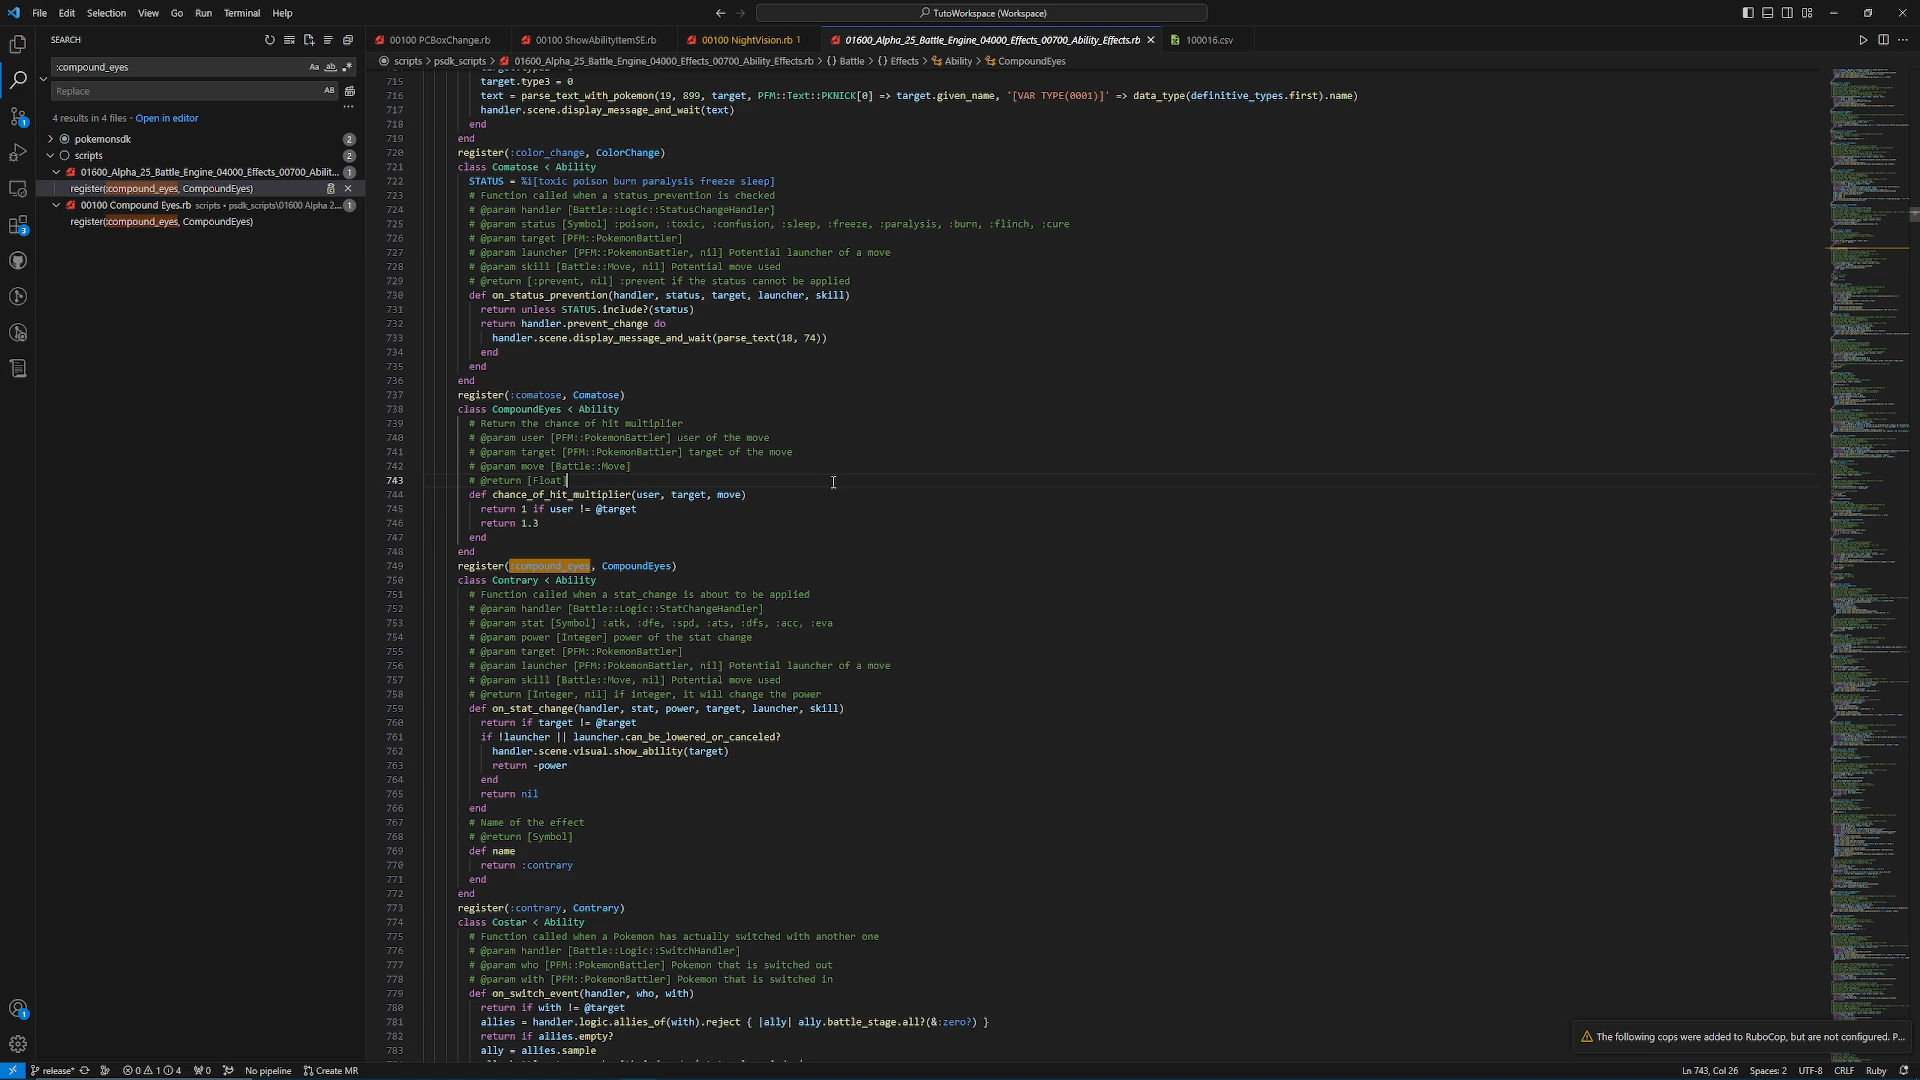 File Edit Selection View Go Run Terminal Help
TutoWorkspace (Workspace)
SEARCH
00100 PCBoxChange.rb
00100 ShowAbilityItemSE.rb
00100 NightVision.rb 1
01600_Alpha_25_Battle_Engine_04000_Effects_00700_Ability_Effects.rb
100016.csv
:compound_eyes
scripts > psdk_scripts > 01600_Alpha_25_Battle_Engine_04000_Effects_00700_Ability_Effects.rb > {} Battle > {} Effects > Ability > CompoundEyes
Replace
AB
4 results in 4 files - Open in editor
pokemonsdk 2
scripts 2
01600_Alpha_25_Battle_Engine_04000_Effects_00700_Abilit... 1
register(:compound_eyes, CompoundEyes)
00100 Compound Eyes.rb scripts • psdk_scripts\01600 Alpha 2... 1
register(:compound_eyes, CompoundEyes)
715 target.type3 = 0
716 text = parse_text_with_pokemon(19, 899, target, PFM::Text::PKNICK[0] => target.given_name, '[VAR TYPE(0001)]' => data_type(definitive_types.first).name)
717 handler.scene.display_message_and_wait(text)
718 end
719 end
720 register(:color_change, ColorChange)
721 class Comatose < Ability
722 STATUS = %i[toxic poison burn paralysis freeze sleep]
723 # Function called when a status_prevention is checked
724 # @param handler [Battle::Logic::StatusChangeHandler]
725 # @param status [Symbol] :poison, :toxic, :confusion, :sleep, :freeze, :paralysis, :burn, :flinch, :cure
726 # @param target [PFM::PokemonBattler]
727 # @param launcher [PFM::PokemonBattler, nil] Potential launcher of a move
728 # @param skill [Battle::Move, nil] Potential move used
729 # @return [:prevent, nil] :prevent if the status cannot be applied
730 def on_status_prevention(handler, status, target, launcher, skill)
731 return unless STATUS.include?(status)
732 return handler.prevent_change do
733 handler.scene.display_message_and_wait(parse_text(18, 74))
734 end
735 end
736 end
737 register(:comatose, Comatose)
738 class CompoundEyes < Ability
739 # Return the chance of hit multiplier
740 # @param user [PFM::PokemonBattler] user of the move
741 # @param target [PFM::PokemonBattler] target of the move
742 # @param move [Battle::Move]
743 # @return [Float]
744 def chance_of_hit_multiplier(user, target, move)
745 return 1 if user != @target
746 return 1.3
747 end
748 end
749 register(:compound_eyes, CompoundEyes)
750 class Contrary < Ability
751 # Function called when a stat_change is about to be applied
752 # @param handler [Battle::Logic::StatChangeHandler]
753 # @param stat [Symbol] :atk, :dfe, :spd, :ats, :dfs, :acc, :eva
754 # @param power [Integer] power of the stat change
755 # @param target [PFM::PokemonBattler]
756 # @param launcher [PFM::PokemonBattler, nil] Potential launcher of a move
757 # @param skill [Battle::Move, nil] Potential move used
758 # @return [Integer, nil] if integer, it will change the power
759 def on_stat_change(handler, stat, power, target, launcher, skill)
760 return if target != @target
761 if !launcher || launcher.can_be_lowered_or_canceled?
762 handler.scene.visual.show_ability(target)
763 return -power
764 end
765 return nil
766 end
767 # Name of the effect
768 # @return [Symbol]
769 def name
770 return :contrary
771 end
772 end
773 register(:contrary, Contrary)
774 class Costar < Ability
775 # Function called when a Pokemon has actually switched with another one
776 # @param handler [Battle::Logic::SwitchHandler]
777 # @param who [PFM::PokemonBattler] Pokemon that is switched out
778 # @param with [PFM::PokemonBattler] Pokemon that is switched in
779 def on_switch_event(handler, who, with)
780 return if with != @target
781 allies = handler.logic.allies_of(with).reject { |ally| ally.battle_stage.all?(&:zero?) }
782 return if allies.empty?
783 ally = allies.sample
The following cops were added to RuboCop, but are not configured. P...
release* 0 1 4 0 No pipeline Create MR
Ln 743, Col 26 Spaces: 2 UTF-8 CRLF Ruby